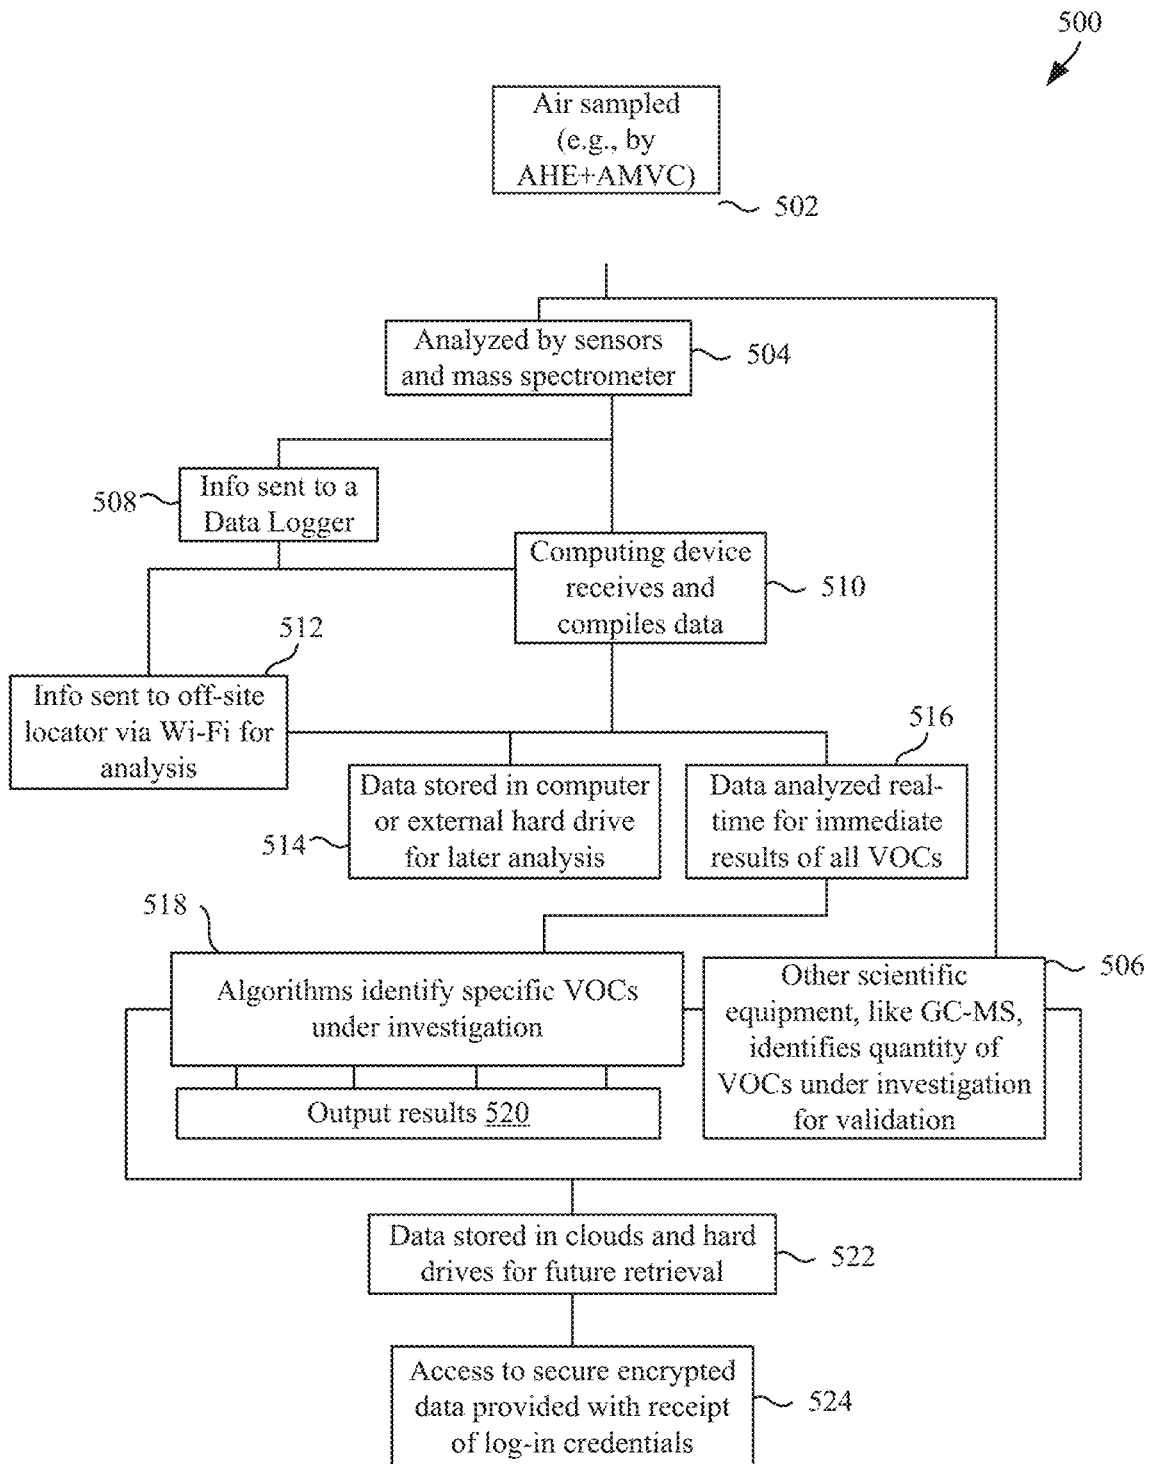 500
Air sampled
(e.g., by
AHE+AMVC)
502
Analyzed by sensors
and mass spectrometer
504
508
Info sent to a
Data Logger
Computing device
receives and
compiles data
510
512
Info sent to off-site
locator via Wi-Fi for
analysis
516
514
Data stored in computer
or external hard drive
for later analysis
Data analyzed real-
time for immediate
results of all VOCs
518
Algorithms identify specific VOCs
under investigation
506
Other scientific
equipment, like GC-MS,
identifies quantity of
VOCs under investigation
for validation
Output results 520
Data stored in clouds and hard
drives for future retrieval
522
Access to secure encrypted
data provided with receipt
of log-in credentials
524